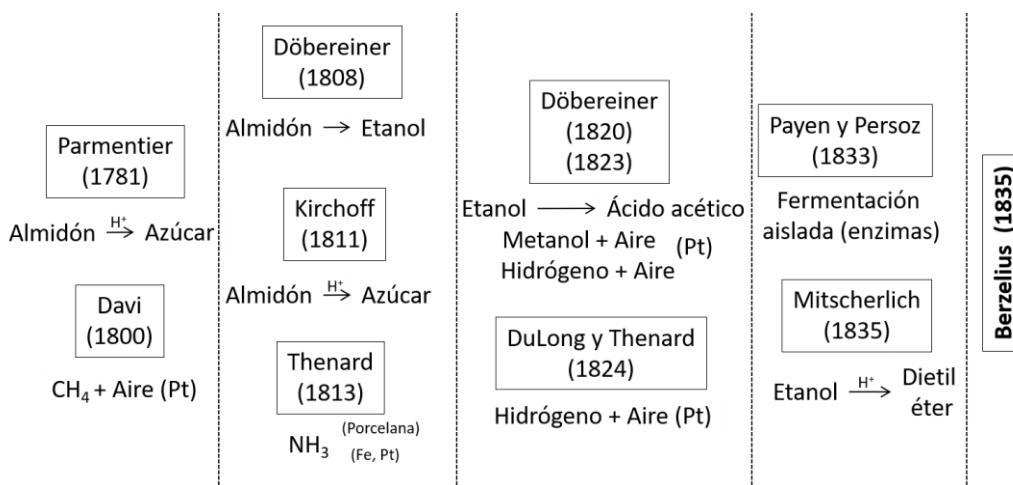 Parmentier
(1781)
Almidón H⁺→ Azúcar
Davi
(1800)
CH₄ + Aire (Pt)
Döbereiner
(1808)
Almidón → Etanol
Kirchoff
(1811)
Almidón H⁺→ Azúcar
Thenard
(1813)
NH₃ (Porcelana)
(Fe, Pt)
Döbereiner
(1820)
(1823)
Etanol → Ácido acético
Metanol + Aire (Pt)
Hidrógeno + Aire
DuLong y Thenard
(1824)
Hidrógeno + Aire (Pt)
Payen y Persoz
(1833)
Fermentación
aislada (enzimas)
Mitscherlich
(1835)
Etanol H⁺→ Dietil
éter
Berzelius (1835)